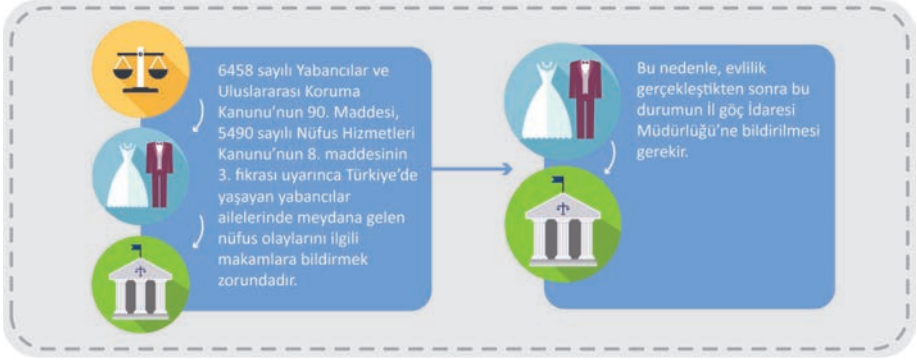 6458 sayılı Yabancılar ve
Uluslararası Koruma
Kanunu'nun 90. Maddesi,
5490 sayılı Nüfus Hizmetleri
Kanunu'nun 8. maddesinin
3. fıkrası uyarınca Türkiye'de
yaşayan yabancılar
ailelerinde meydana gelen
nüfus olaylarını ilgili
makamlara bildirmek
zorundadır.
Bu nedenle, evlilik
gerçekleştikten sonra bu
durumun İl göç İdaresi
Müdürlüğü'ne bildirilmesi
gerekir.